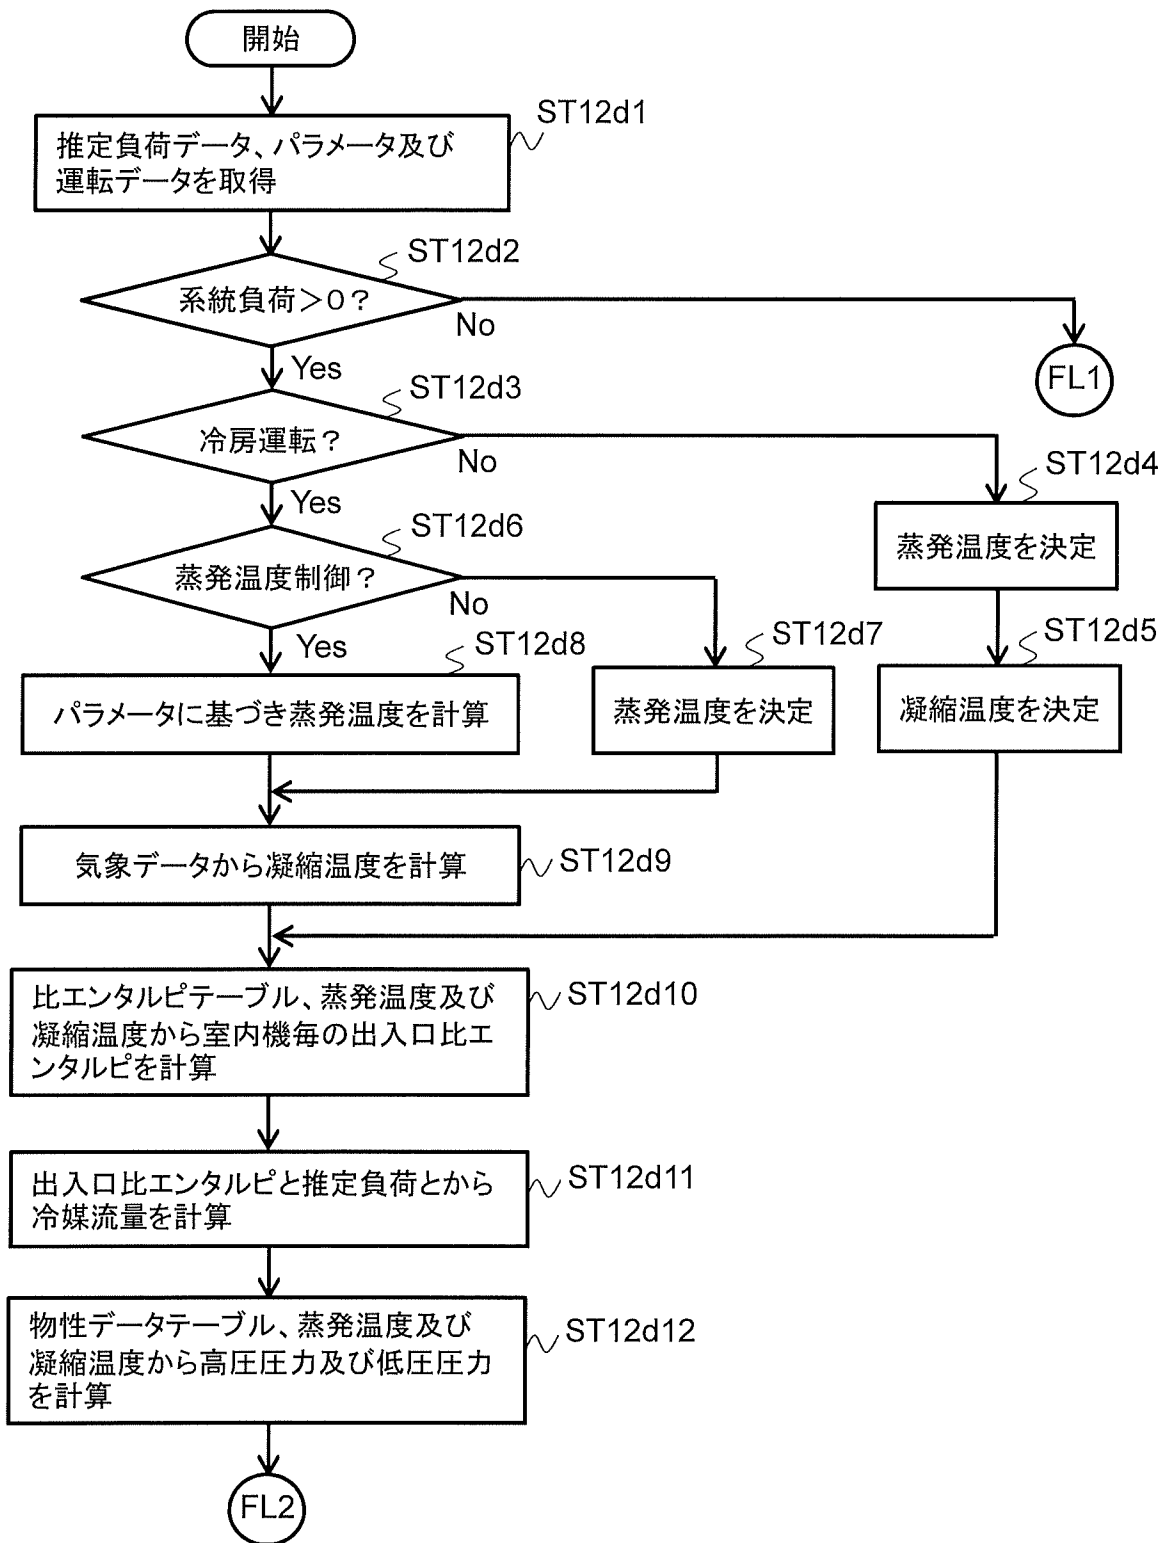 開始
ST12d1
推定負荷データ、パラメータ及び
運転データを取得
ST12d2
系統負荷＞０？
No
Yes
FL1
ST12d3
冷房運転？
No
Yes
ST12d4
蒸発温度を決定
ST12d6
蒸発温度制御？
No
Yes
ST12d5
凝縮温度を決定
ST12d8
パラメータに基づき蒸発温度を計算
ST12d7
蒸発温度を決定
気象データから凝縮温度を計算
ST12d9
比エンタルピテーブル、蒸発温度及び
凝縮温度から室内機毎の出入口比エ
ンタルピを計算
ST12d10
出入口比エンタルピと推定負荷とから
冷媒流量を計算
ST12d11
物性データテーブル、蒸発温度及び
凝縮温度から高圧圧力及び低圧圧力
を計算
ST12d12
FL2